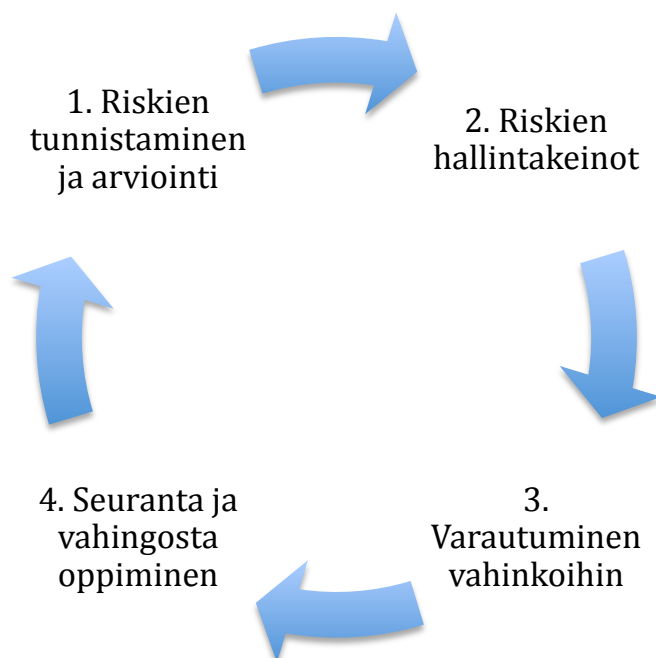 1. Riskien
tunnistaminen
ja arviointi
2. Riskien
hallintakeinot
3.
Varautuminen
vahinkoihin
4. Seuranta ja
vahingosta
oppiminen